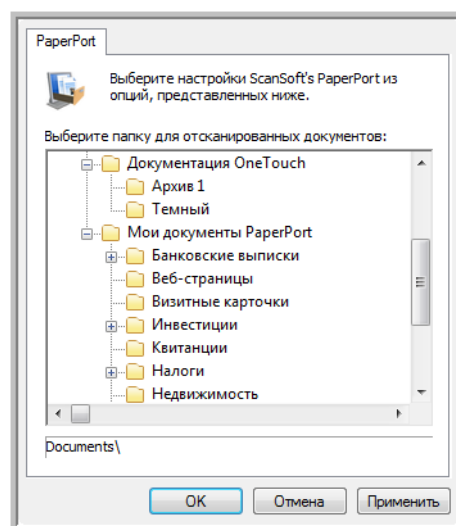 PaperPort
Выберите настройки ScanSoft's PaperPort из
опций, представленных ниже.
Выберите папку для отсканированных документов:
Документация OneTouch
Архив 1
Темный
Мои документы PaperPort
Банковские выписки
Веб-страницы
Визитные карточки
Инвестиции
Квитанции
Налоги
Недвижимость
Documents\
OK
Отмена
Применить